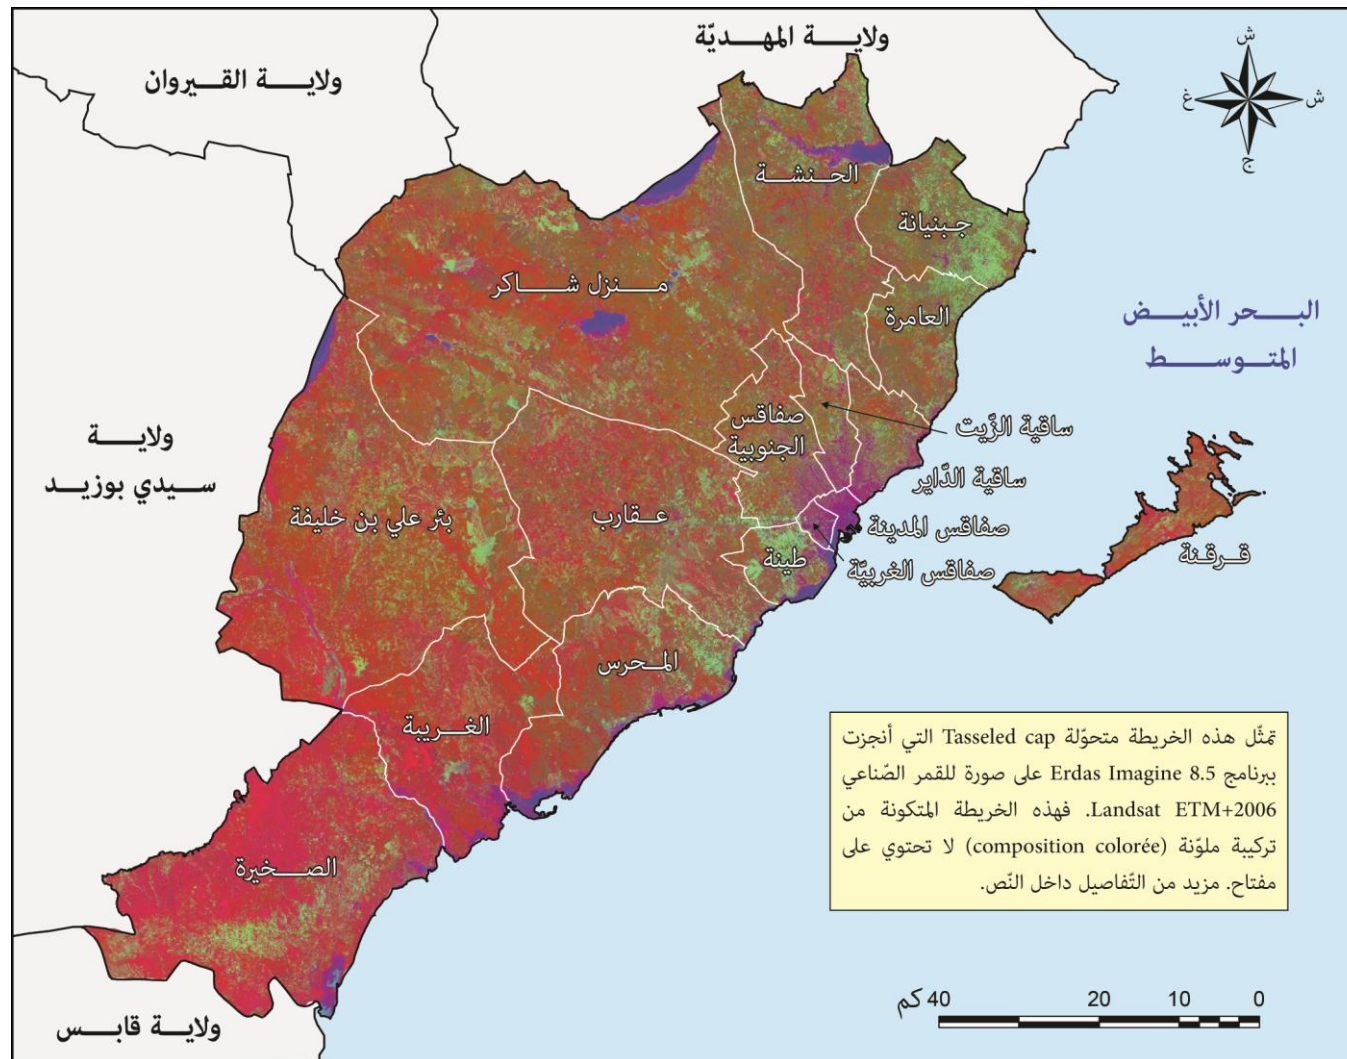 ولاية المهديّة
ولاية القيروان
ش
غ
ش
ج
الحنشة
جبنيانة
منزل شاكر
العامرة
البحر الأبيض
المتوسط
صفاقس
الجنوبية
ساقية الزّيت
ولاية
سيدي بوزيد
ساقية الدّاير
بئر علي بن خليفة
عقارب
صفاقس المدينة
طينة
صفاقس الغربيّة
قرقنة
المحرس
الغريبة
تمثّل هذه الخريطة متحوّلة Tasseled cap التي أنجزت
ببرنامج Erdas Imagine 8.5 على صورة للقمر الصّناعي
Landsat ETM+2006. فهذه الخريطة المتكونة من
تركيبة ملوّنة (composition colorée) لا تحتوي على
مفتاح. مزيد من التّفاصيل داخل النّص.
الصخيرة
ولاية قابس
كم 40 20 10 0